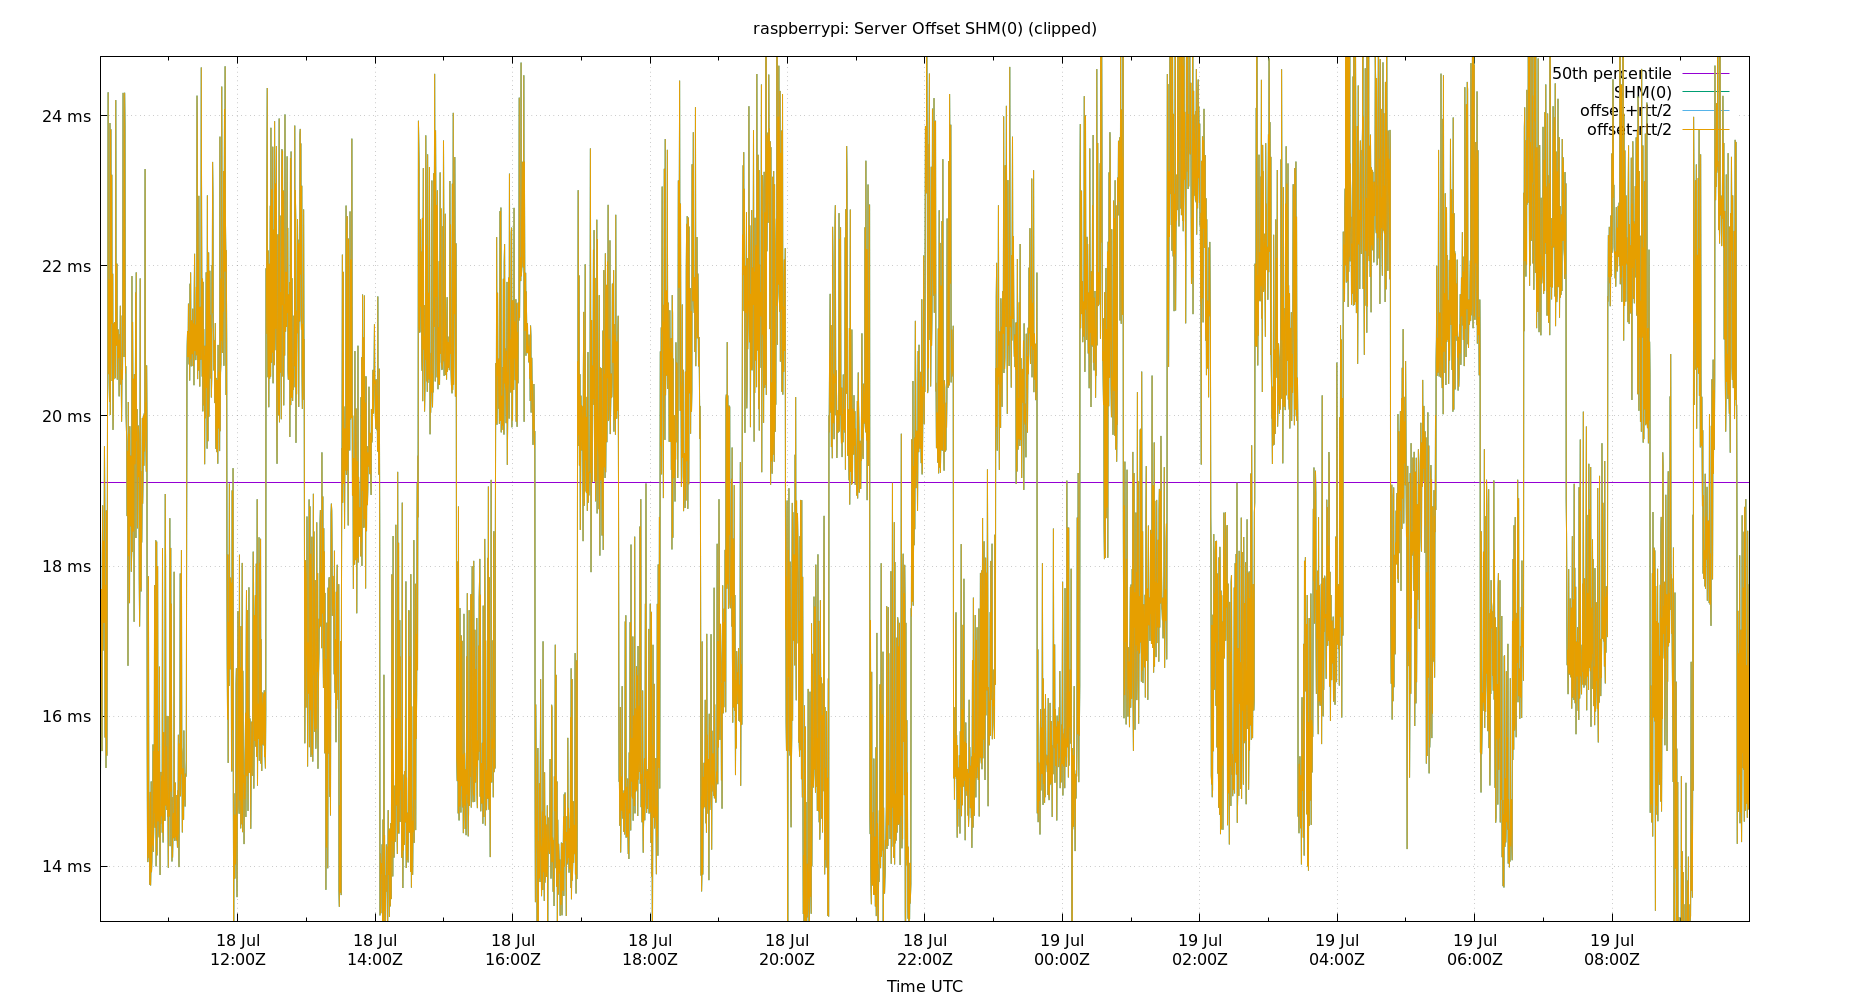 raspberrypi: Server Offset SHM(0) (clipped)
50th percentile
SHM(0)
offset+rtt/2
offset-rtt/2
24 ms
22 ms
20 ms
18 ms
16 ms
14 ms
18 Jul 18 Jul 18 Jul 18 Jul 18 Jul 18 Jul 19 Jul 19 Jul 19 Jul 19 Jul 19 Jul
12:00Z 14:00Z 16:00Z 18:00Z 20:00Z 22:00Z 00:00Z 02:00Z 04:00Z 06:00Z 08:00Z
Time UTC